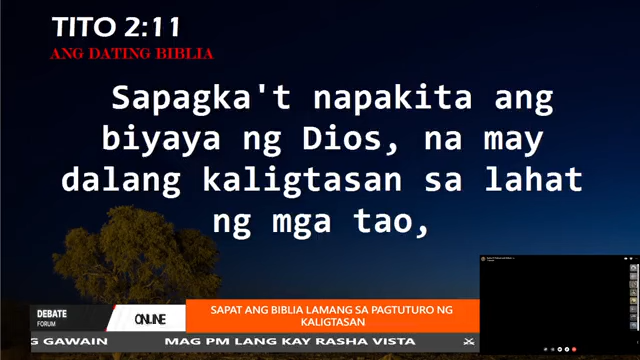 TITO 2:11
ANG DATING BIBLIA
Sapagka't napakita ang
biyaya ng Dios, na may
dalang kaligtasan sa lahat
ng mga tao,
DEBATE
FORUM
ONLINE
SAPAT ANG BIBLIA LAMANG SA PAGTUTURO NG
KALIGTASAN
G GAWAIN MAG PM LANG KAY RASHA VISTA